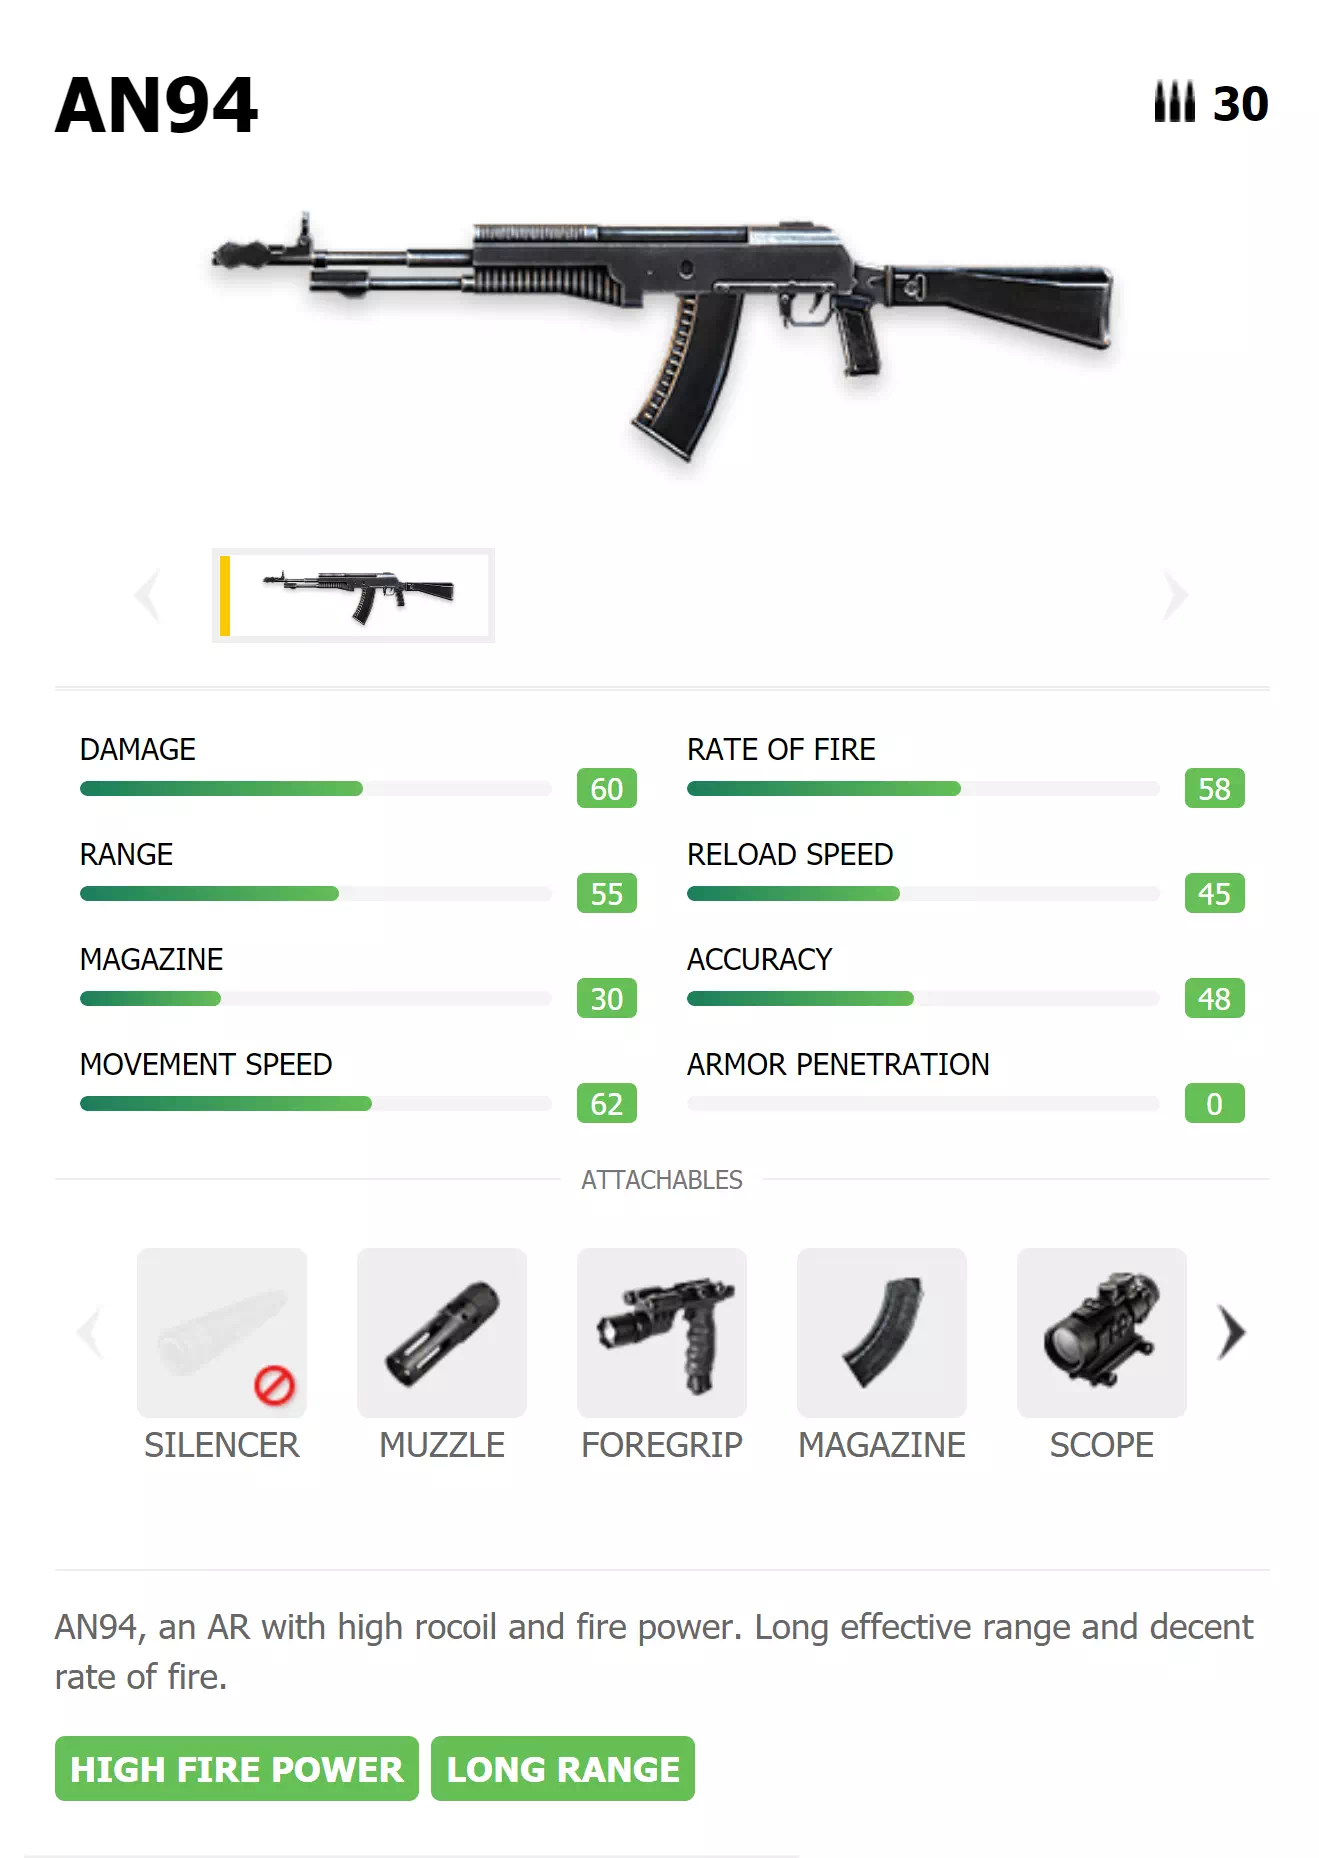 AN94
30
DAMAGE
60
RATE OF FIRE
58
RANGE
55
RELOAD SPEED
45
MAGAZINE
30
ACCURACY
48
MOVEMENT SPEED
62
ARMOR PENETRATION
0
ATTACHABLES
SILENCER
MUZZLE
FOREGRIP
MAGAZINE
SCOPE
AN94, an AR with high rocoil and fire power. Long effective range and decent
rate of fire.
HIGH FIRE POWER
LONG RANGE